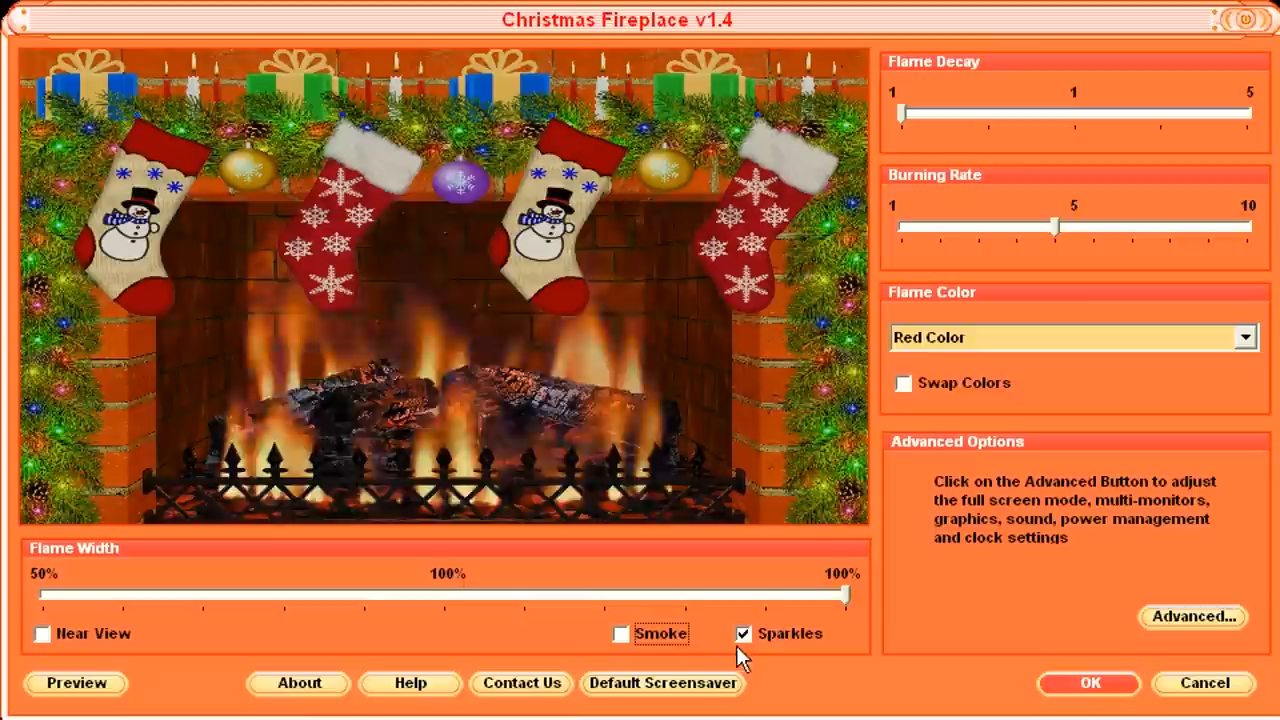 Christmas Fireplace v1.4
Flame Decay
1 1 5
Burning Rate
1 5 10
Flame Color
Red Color
Swap Colors
Advanced Options
Click on the Advanced Button to adjust
the full screen mode, multi-monitors,
graphics, sound, power management
and clock settings
Advanced...
Flame Width
50% 100% 100%
Near View Smoke Sparkles
Preview About Help Contact Us Default Screensaver OK Cancel